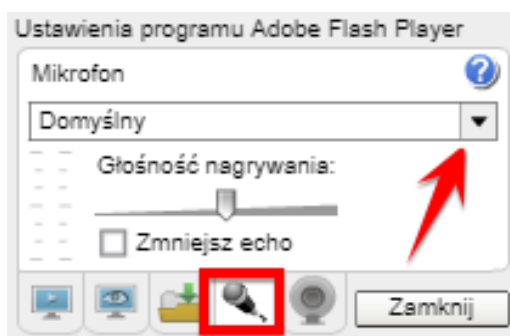 Ustawienia programu Adobe Flash Player
Mikrofon
?
Domyślny
Głośność nagrywania:
Zmniejsz echo
Zamknij